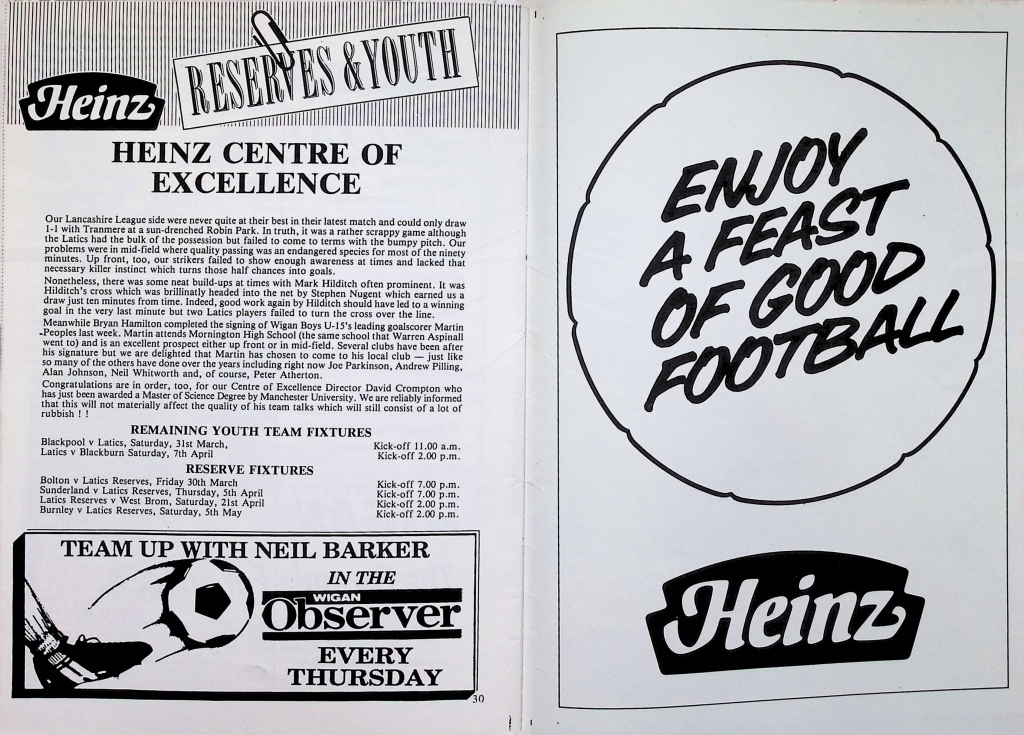 Heinz
RESERVES & YOUTH
HEINZ CENTRE OF
EXCELLENCE
Our Lancashire League side were never quite at their best in their latest match and could only draw
1-1 with Tranmere at a sun-drenched Robin Park. In truth, it was a rather scrappy game although
the Latics had the bulk of the possession but failed to come to terms with the bumpy pitch. Our
problems were in mid-field where quality passing was an endangered species for most of the ninety
minutes. Up front, too, our strikers failed to show enough awareness at times and lacked that
necessary killer instinct which turns those half chances into goals.
Nonetheless, there was some neat build-ups at times with Mark Hilditch often prominent. It was
Hilditch's cross which was brillinatly headed into the net by Stephen Nugent which earned us a
draw just ten minutes from time. Indeed, good work again by Hilditch should have led to a winning
goal in the very last minute but two Latics players failed to turn the cross over the line.
Meanwhile Bryan Hamilton completed the signing of Wigan Boys U-15's leading goalscorer Martin
Peoples last week. Martin attends Mornington High School (the same school that Warren Aspinall
went to) and is an excellent prospect either up front or in mid-field. Several clubs have been after
his signature but we are delighted that Martin has chosen to come to his local club — just like
so many of the others have done over the years including right now Joe Parkinson, Andrew Pilling,
Alan Johnson, Neil Whitworth and, of course, Peter Atherton.
Congratulations are in order, too, for our Centre of Excellence Director David Crompton who
has just been awarded a Master of Science Degree by Manchester University. We are reliably informed
that this will not materially affect the quality of his team talks which will still consist of a lot of
rubbish ! !
REMAINING YOUTH TEAM FIXTURES
Blackpool v Latics, Saturday, 31st March, Kick-off 11.00 a.m.
Latics v Blackburn Saturday, 7th April Kick-off 2.00 p.m.
RESERVE FIXTURES
Bolton v Latics Reserves, Friday 30th March Kick-off 7.00 p.m.
Sunderland v Latics Reserves, Thursday, 5th April Kick-off 7.00 p.m.
Latics Reserves v West Brom, Saturday, 21st April Kick-off 2.00 p.m.
Burnley v Latics Reserves, Saturday, 5th May Kick-off 2.00 p.m.
TEAM UP WITH NEIL BARKER
IN THE
WIGAN
Observer
EVERY
THURSDAY
30
ENJOY
A FEAST
OF GOOD
FOOTBALL
Heinz